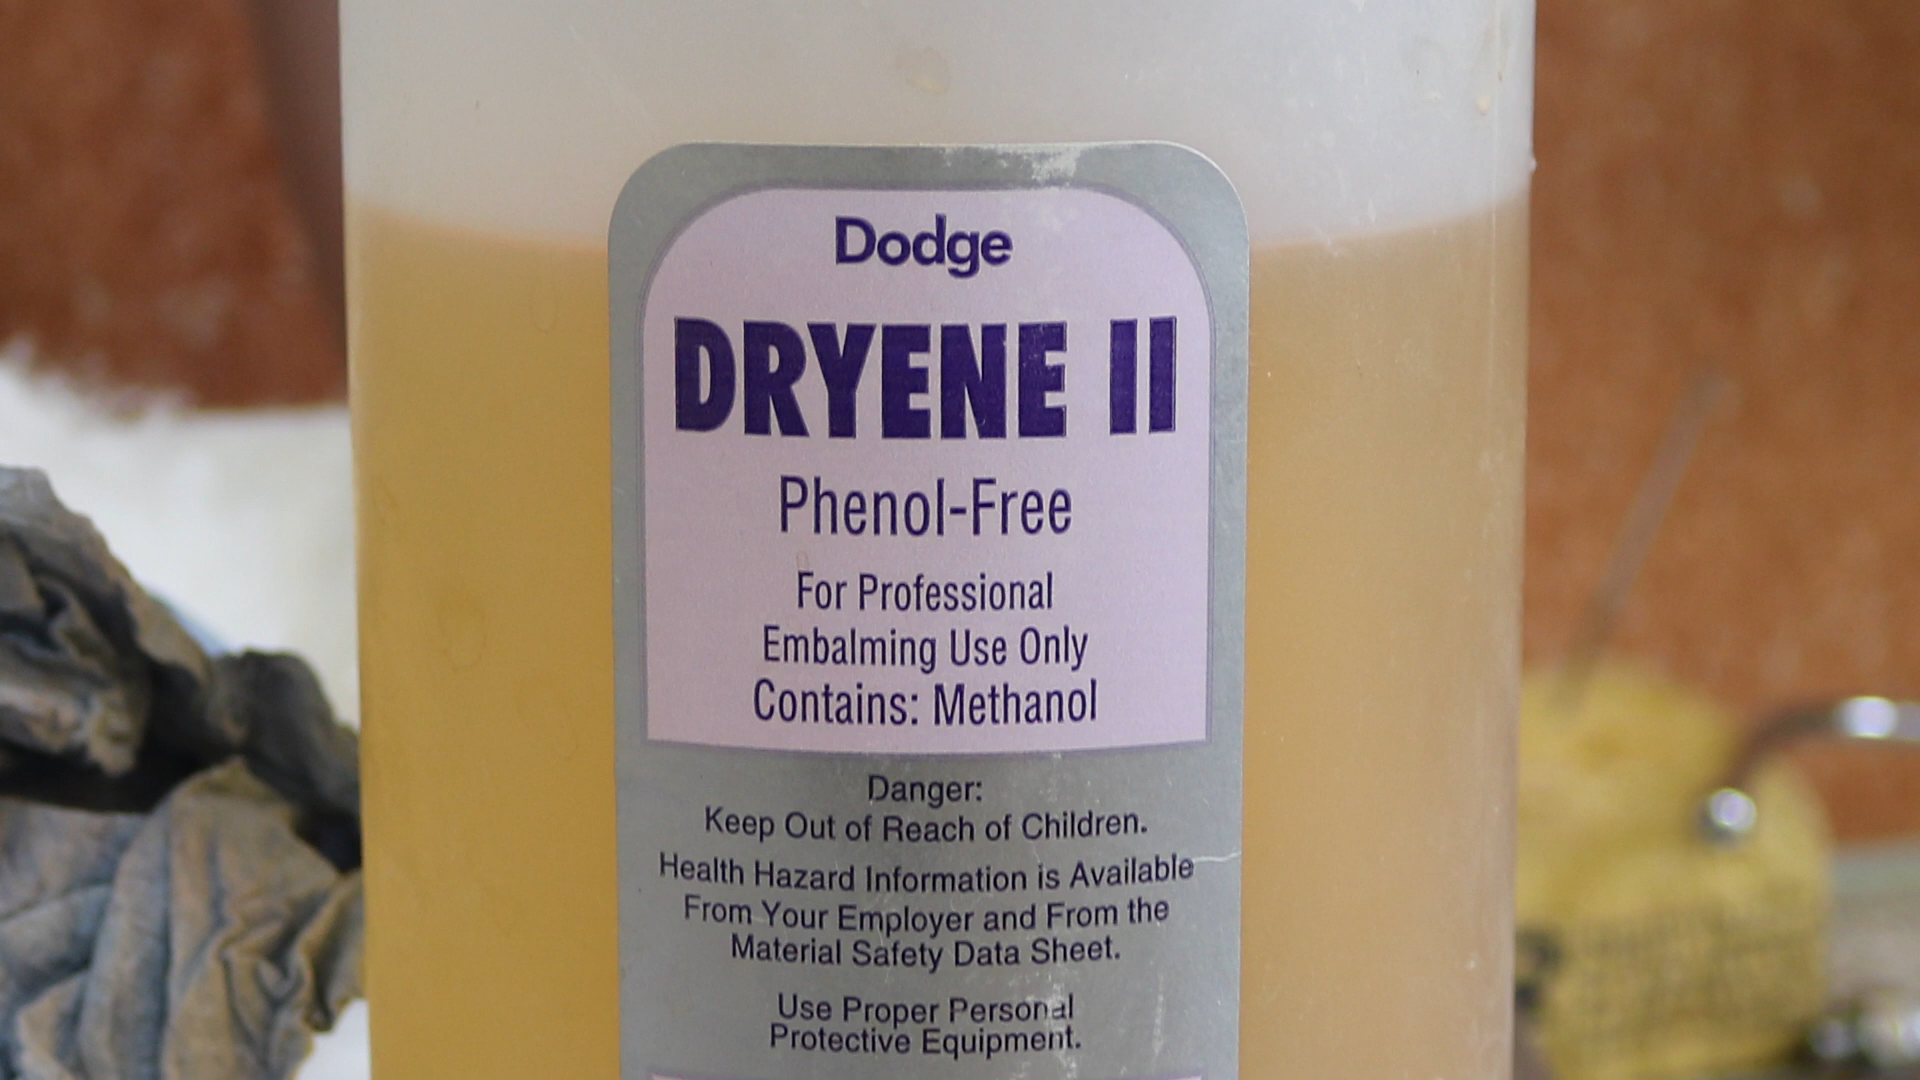 Dodge
DRYENE II
Phenol-Free
For Professional
Embalming Use Only
Contains: Methanol
Danger:
Keep Out of Reach of Children.
Health Hazard Information is Available
From Your Employer and From the
Material Safety Data Sheet.
Use Proper Personal
Protective Equipment.